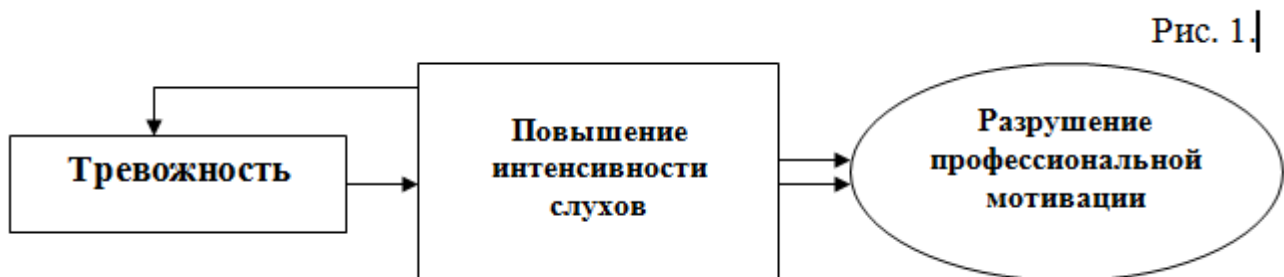 Рис. 1.
Тревожность
Повышение
интенсивности
слухов
Разрушение
профессиональной
мотивации